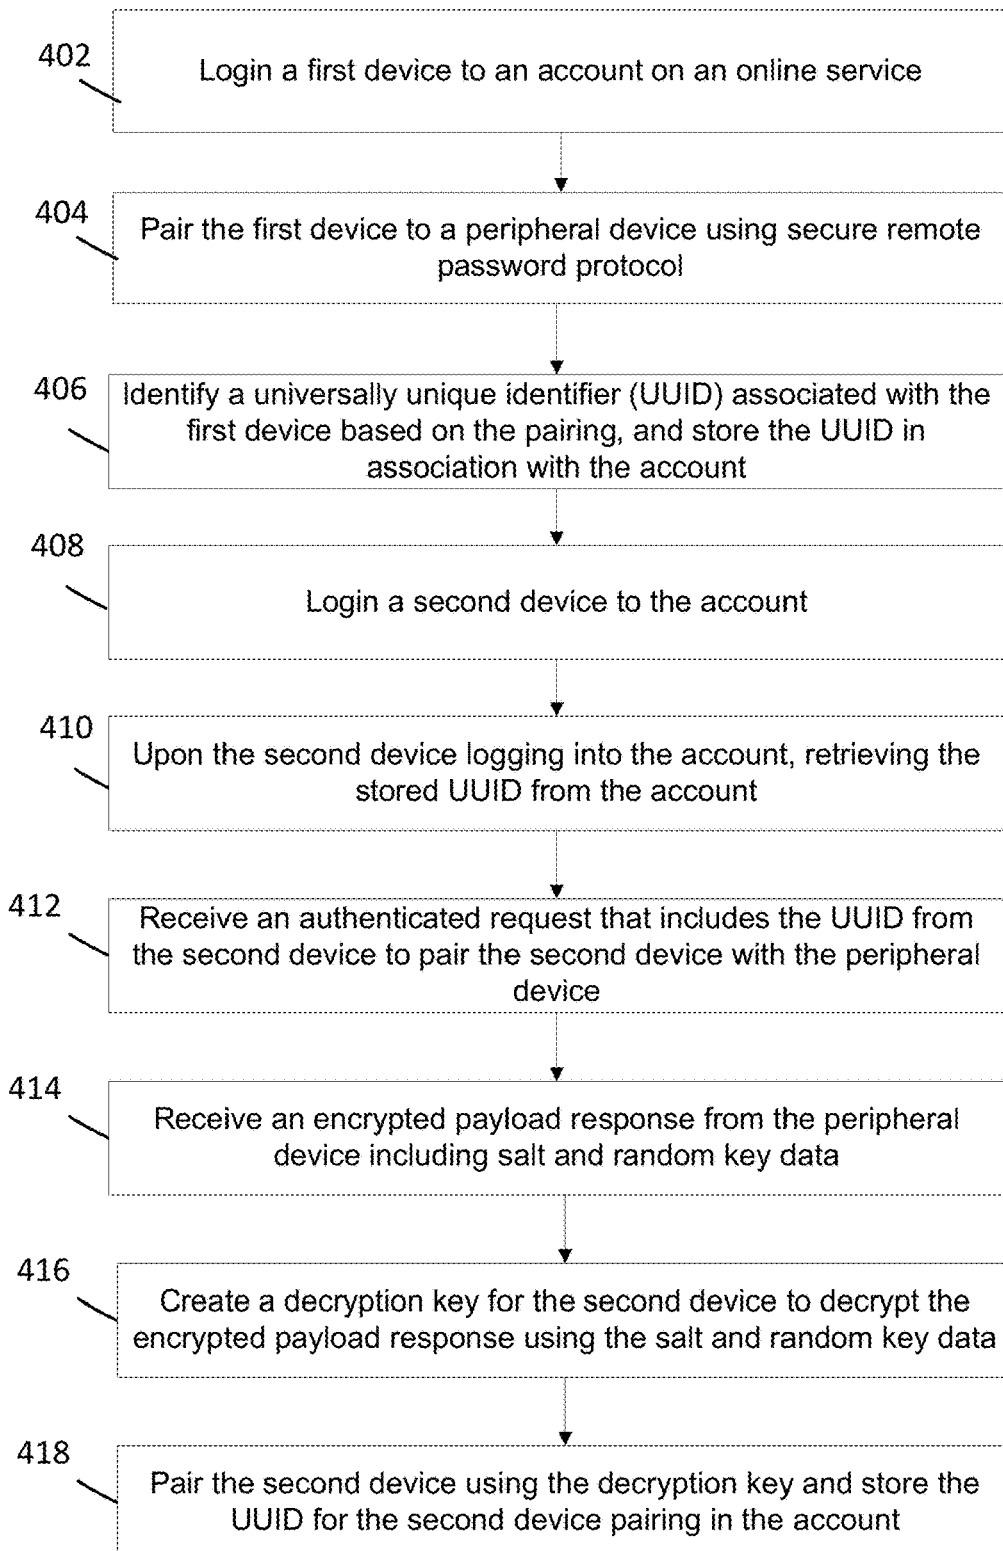 402
Login a first device to an account on an online service
404
Pair the first device to a peripheral device using secure remote
password protocol
406
Identify a universally unique identifier (UUID) associated with the
first device based on the pairing, and store the UUID in
association with the account
408
Login a second device to the account
410
Upon the second device logging into the account, retrieving the
stored UUID from the account
412
Receive an authenticated request that includes the UUID from
the second device to pair the second device with the peripheral
device
414
Receive an encrypted payload response from the peripheral
device including salt and random key data
416
Create a decryption key for the second device to decrypt the
encrypted payload response using the salt and random key data
418
Pair the second device using the decryption key and store the
UUID for the second device pairing in the account